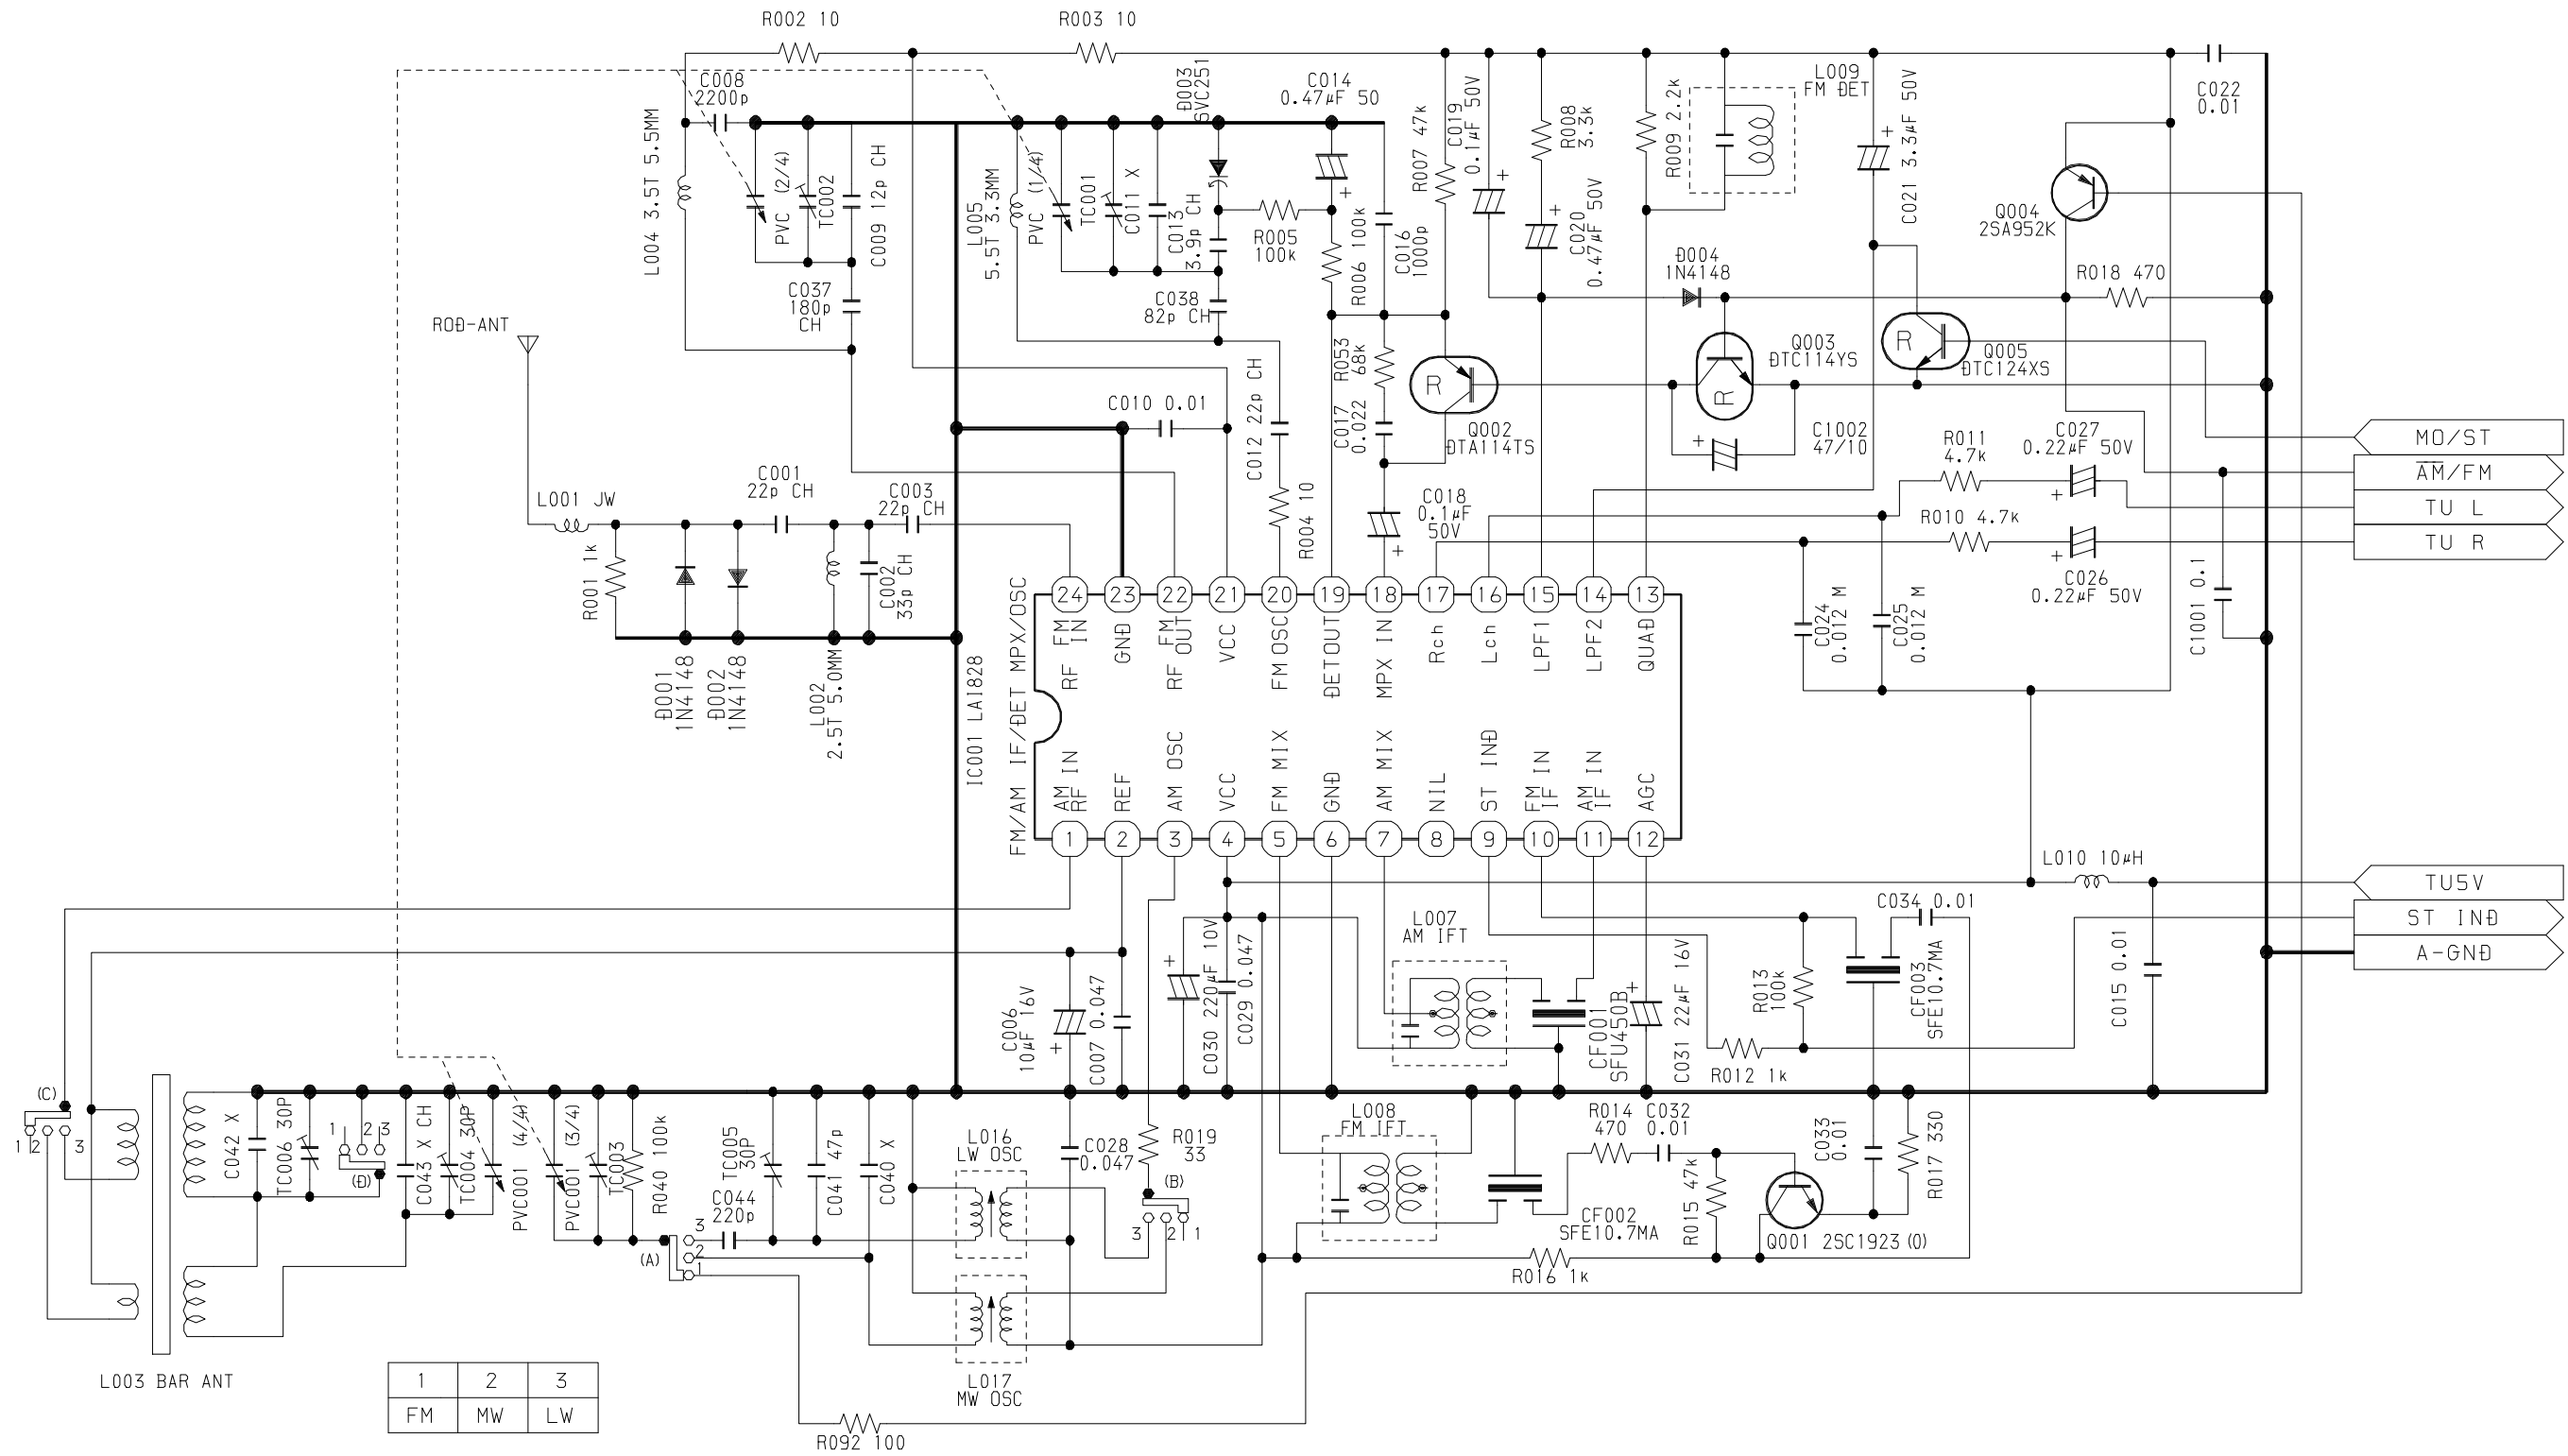 R002 10
R003 10
C008
2200p
L004 3.5T 5.5MM
PVC (2/4)
TC002
C009 12p CH
C037
180p
CH
L005
5.5T 3.3MM
PVC (1/4)
TC001
C011 X
C013
3.9p CH
D003
SVC251
C014
0.47μF 50
R005
100k
R006 100k
C016
1000p
C038
82p CH
R007 47k
C019
0.1μF 50V
R008
3.3k
C020
0.47μF 50V
R009 2.2k
L009
FM DET
C021 3.3μF 50V
C022
0.01
Q004
2SA952K
R018 470
D004
1N4148
Q003
DTC114YS
R
R
Q005
DTC124XS
R
Q002
DTA114TS
C1002
47/10
R053
68k
C017
0.022
C018
0.1μF
50V
C010 0.01
C012 22p CH
R004 10
ROD-ANT
L001 JW
C001
22p CH
C003
22p CH
R001 1k
C002
33p CH
D001
1N4148
D002
1N4148
L002
2.5T 5.0MM
R011
4.7k
C027
0.22μF 50V
R010 4.7k
C026
0.22μF 50V
C024
0.012 M
C025
0.012 M
C1001 0.1
MO/ST
AM/FM
TU L
TU R
IC001 LA1828
FM/AM IF/DET MPX/OSC
24 23 22 21 20 19 18 17 16 15 14 13
RF FM IN
GND
RF FM OUT
VCC
FM OSC
DETOUT
MPX IN
Rch
Lch
LPF1
LPF2
QUAD
AM RF IN
REF
AM OSC
VCC
FM MIX
GND
AM MIX
NIL
ST IND
FM IF IN
AM IF IN
AGC
1 2 3 4 5 6 7 8 9 10 11 12
L010 10μH
TU5V
ST IND
A-GND
C034 0.01
L007
AM IFT
C006
10μF 16V
C007 0.047
C030 220μF 10V
C029 0.047
CF001
SFU450B
C031 22μF 16V
R013
100k
R012 1k
CF003
SFE10.7MA
C015 0.01
(C)
1 2 3
C042 X
TC006 30P
1 2 3
(D)
C043 X CH
TC004 30P
PVC001 (4/4)
PVC001 (3/4)
TC003
R040 100k
(A)
3
2
1
TC005
30P
C044
220p
C041 47p
C040 X
L016
LW OSC
C028
0.047
R019
33
(B)
3 2 1
L008
FM IFT
CF002
SFE10.7MA
R014
470
C032
0.01
R015 47k
Q001 2SC1923(O)
C033
0.01
R017 330
R016 1k
L017
MW OSC
R092 100
L003 BAR ANT
1 2 3
FM MW LW